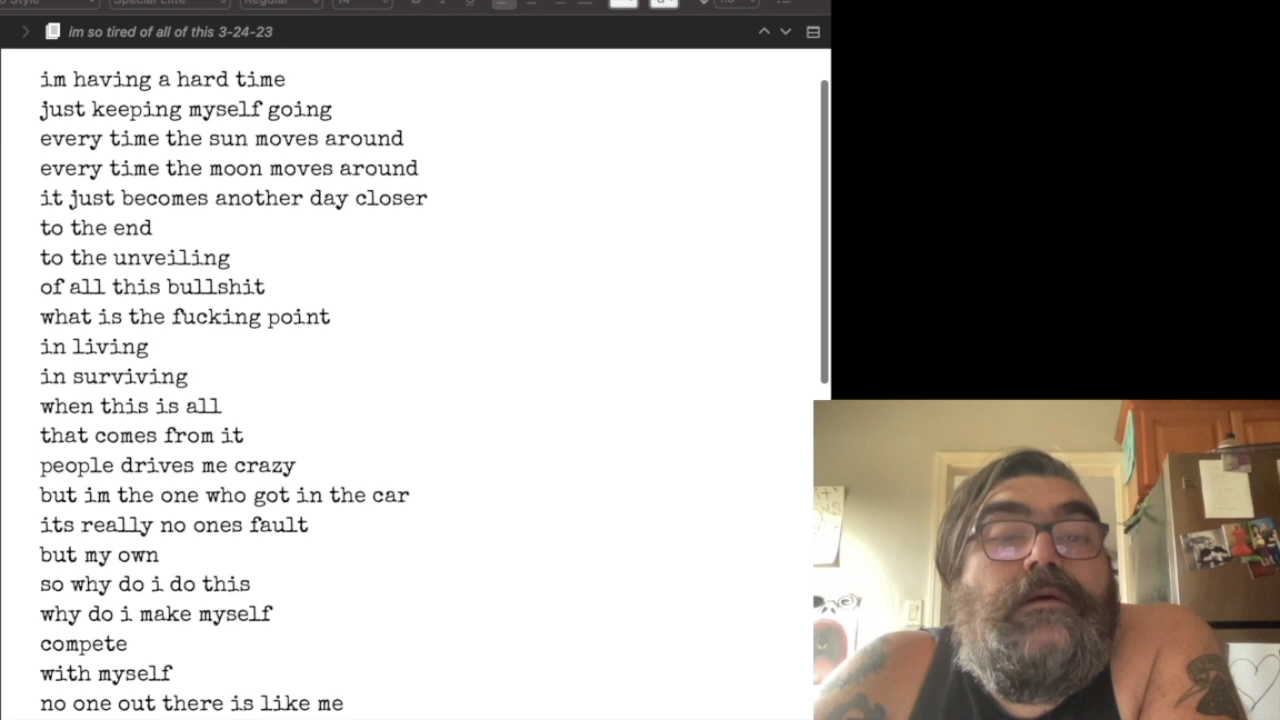 im so tired of all of this 3-24-23
im having a hard time
just keeping myself going
every time the sun moves around
every time the moon moves around
it just becomes another day closer
to the end
to the unveiling
of all this bullshit
what is the fucking point
in living
in surviving
when this is all
that comes from it
people drives me crazy
but im the one who got in the car
its really no ones fault
but my own
so why do i do this
why do i make myself
compete
with myself
no one out there is like me